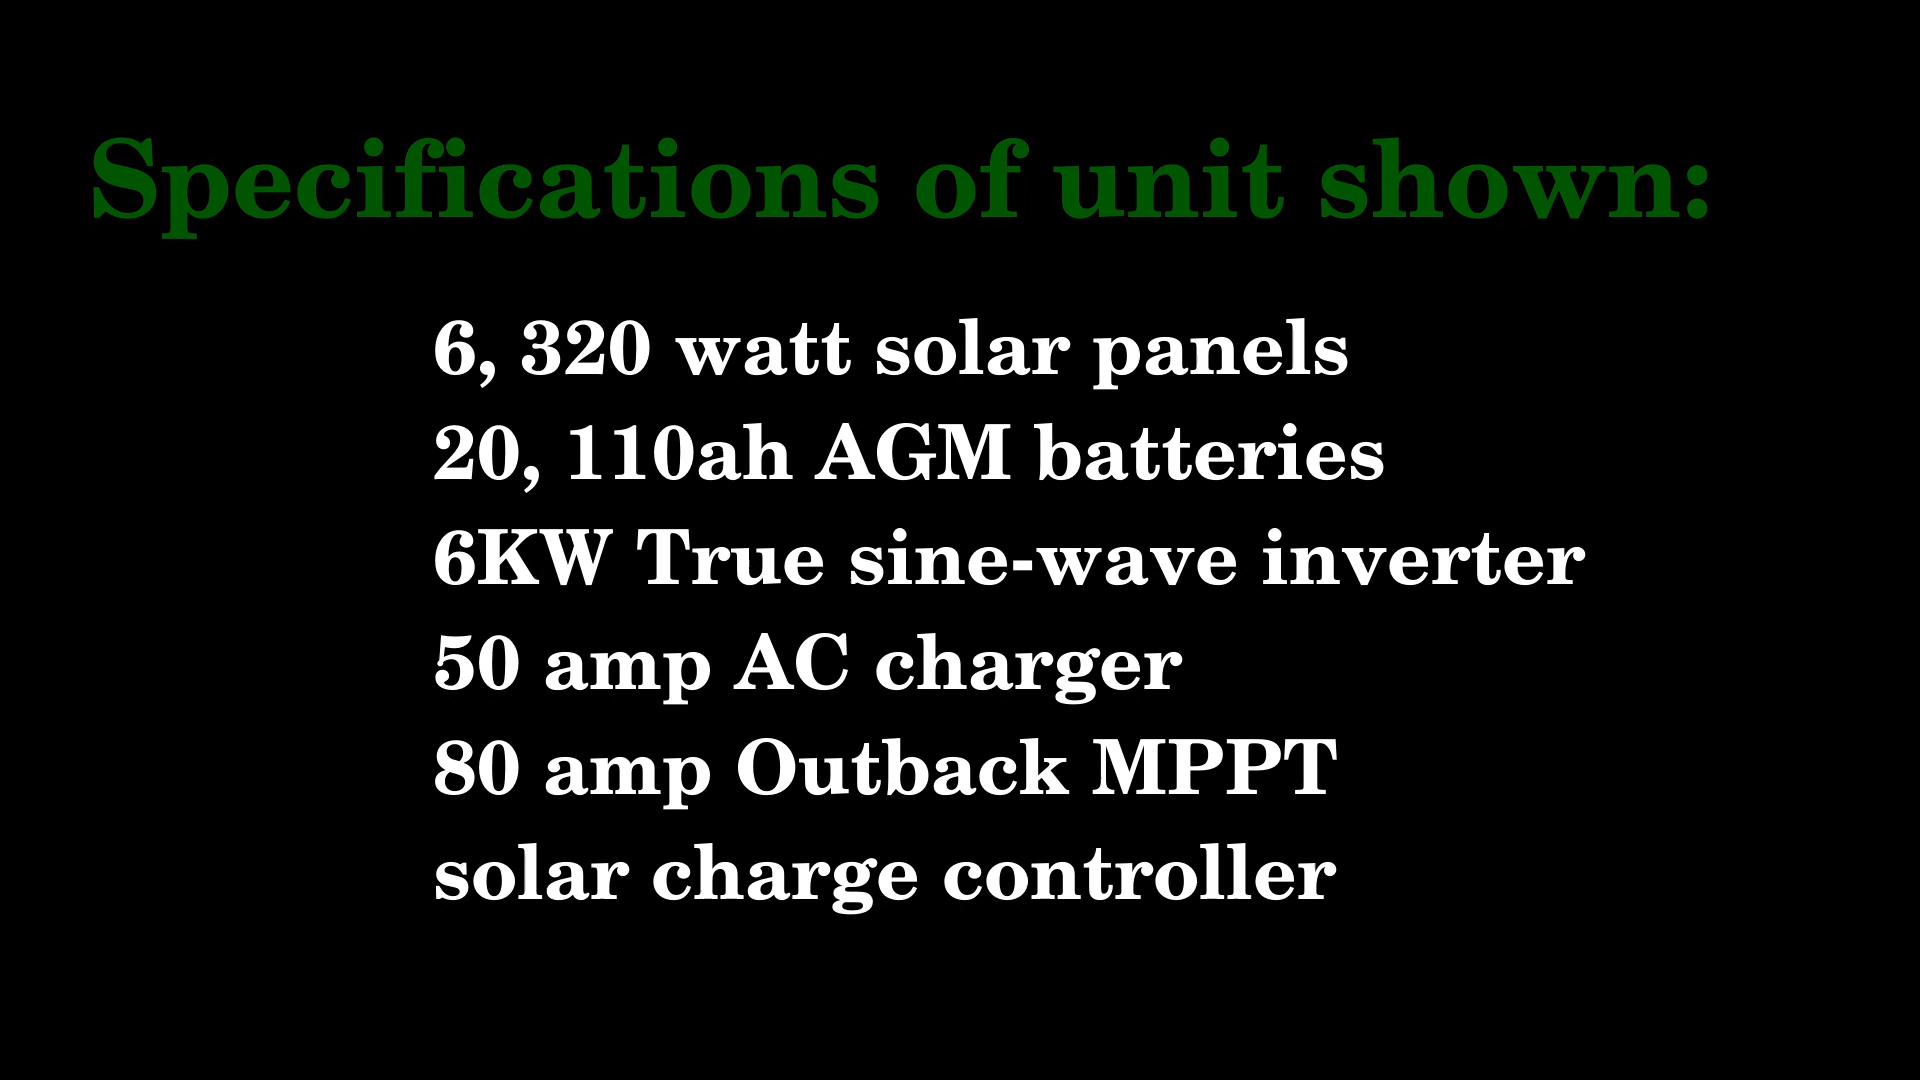 Specifications of unit shown:
6, 320 watt solar panels
20, 110ah AGM batteries
6KW True sine-wave inverter
50 amp AC charger
80 amp Outback MPPT
solar charge controller